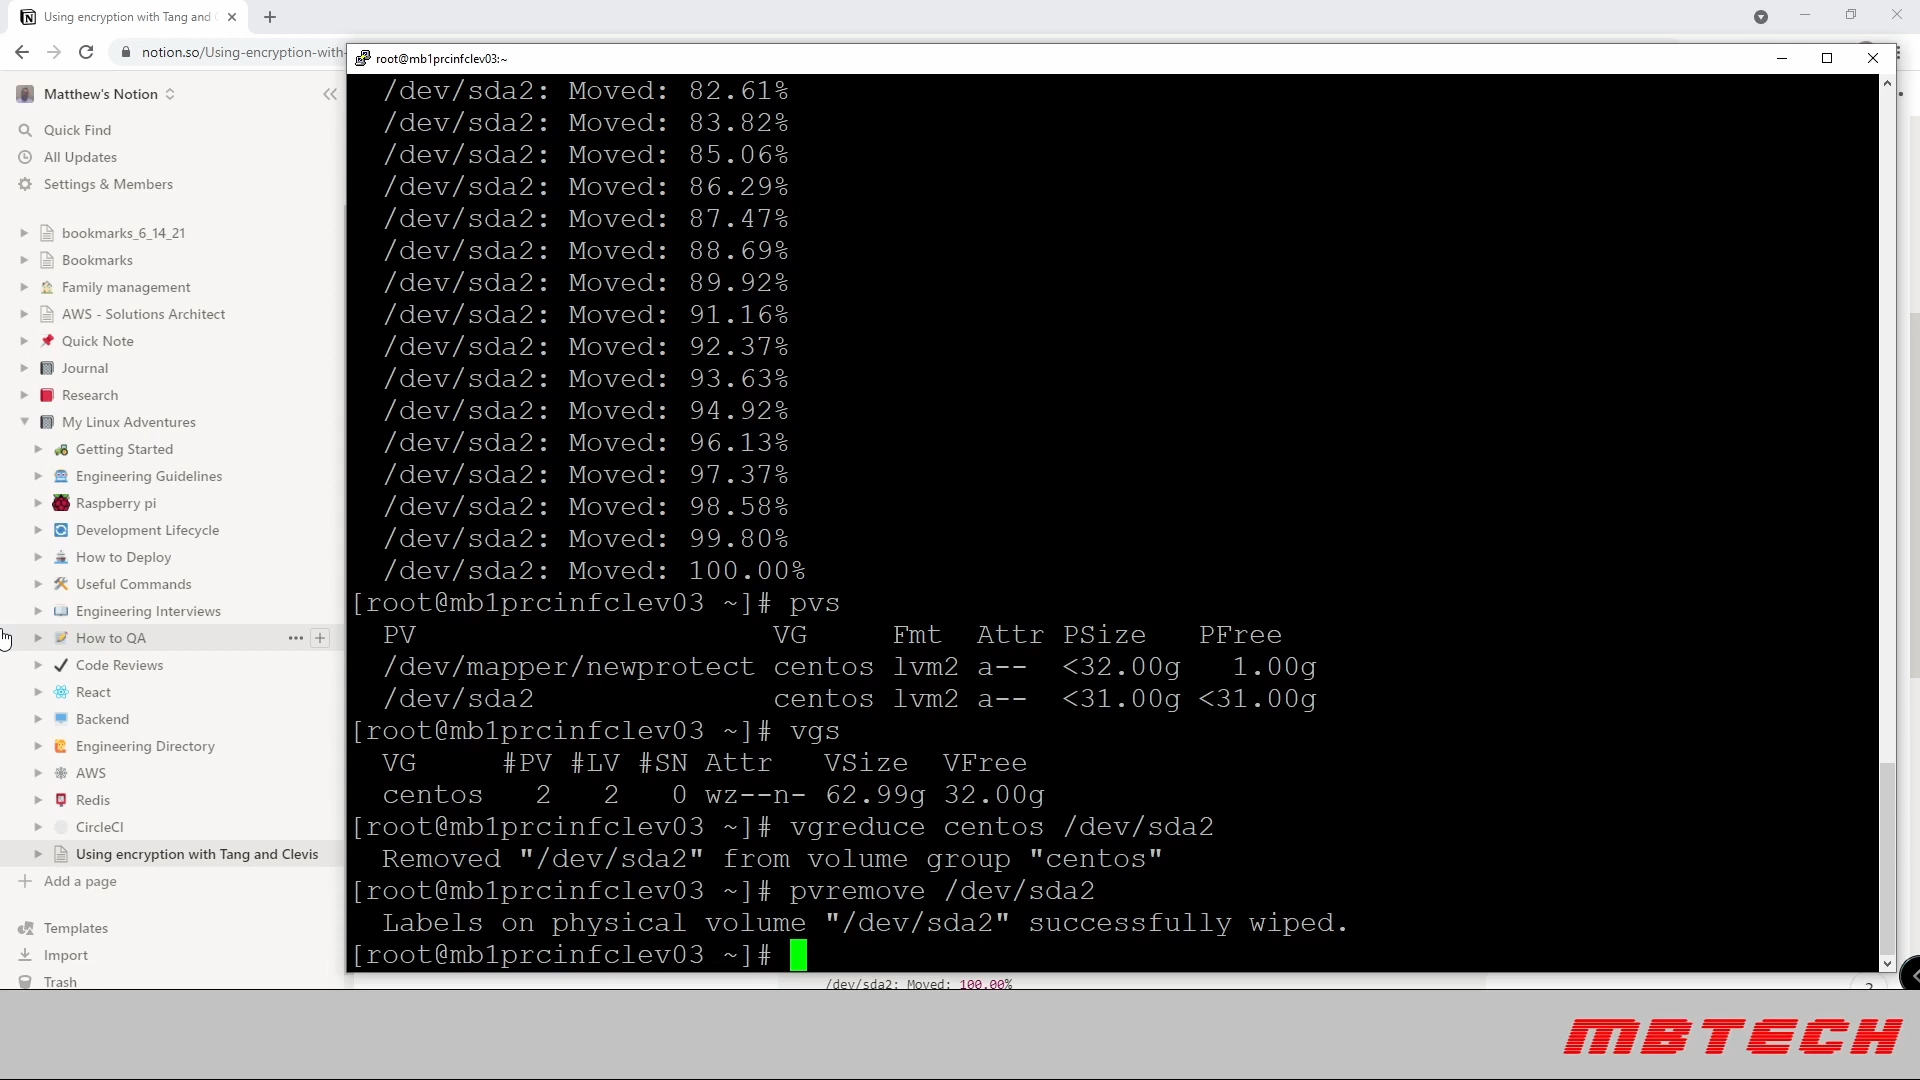 Using encryption with Tang and C
notion.so/Using-encryption-with-
root@mb1prcinfclev03:~
Matthew's Notion
Quick Find
All Updates
Settings & Members
bookmarks_6_14_21
Bookmarks
Family management
AWS - Solutions Architect
Quick Note
Journal
Research
My Linux Adventures
Getting Started
Engineering Guidelines
Raspberry pi
Development Lifecycle
How to Deploy
Useful Commands
Engineering Interviews
How to QA
Code Reviews
React
Backend
Engineering Directory
AWS
Redis
CircleCI
Using encryption with Tang and Clevis
Add a page
Templates
Import
Trash
/dev/sda2: Moved: 82.61%
/dev/sda2: Moved: 83.82%
/dev/sda2: Moved: 85.06%
/dev/sda2: Moved: 86.29%
/dev/sda2: Moved: 87.47%
/dev/sda2: Moved: 88.69%
/dev/sda2: Moved: 89.92%
/dev/sda2: Moved: 91.16%
/dev/sda2: Moved: 92.37%
/dev/sda2: Moved: 93.63%
/dev/sda2: Moved: 94.92%
/dev/sda2: Moved: 96.13%
/dev/sda2: Moved: 97.37%
/dev/sda2: Moved: 98.58%
/dev/sda2: Moved: 99.80%
/dev/sda2: Moved: 100.00%
[root@mb1prcinfclev03 ~]# pvs
PV VG Fmt Attr PSize PFree
/dev/mapper/newprotect centos lvm2 a-- <32.00g 1.00g
/dev/sda2 centos lvm2 a-- <31.00g <31.00g
[root@mb1prcinfclev03 ~]# vgs
VG #PV #LV #SN Attr VSize VFree
centos 2 2 0 wz--n- 62.99g 32.00g
[root@mb1prcinfclev03 ~]# vgreduce centos /dev/sda2
Removed "/dev/sda2" from volume group "centos"
[root@mb1prcinfclev03 ~]# pvremove /dev/sda2
Labels on physical volume "/dev/sda2" successfully wiped.
[root@mb1prcinfclev03 ~]#
/dev/sda2: Moved: 100.00%
MBTECH